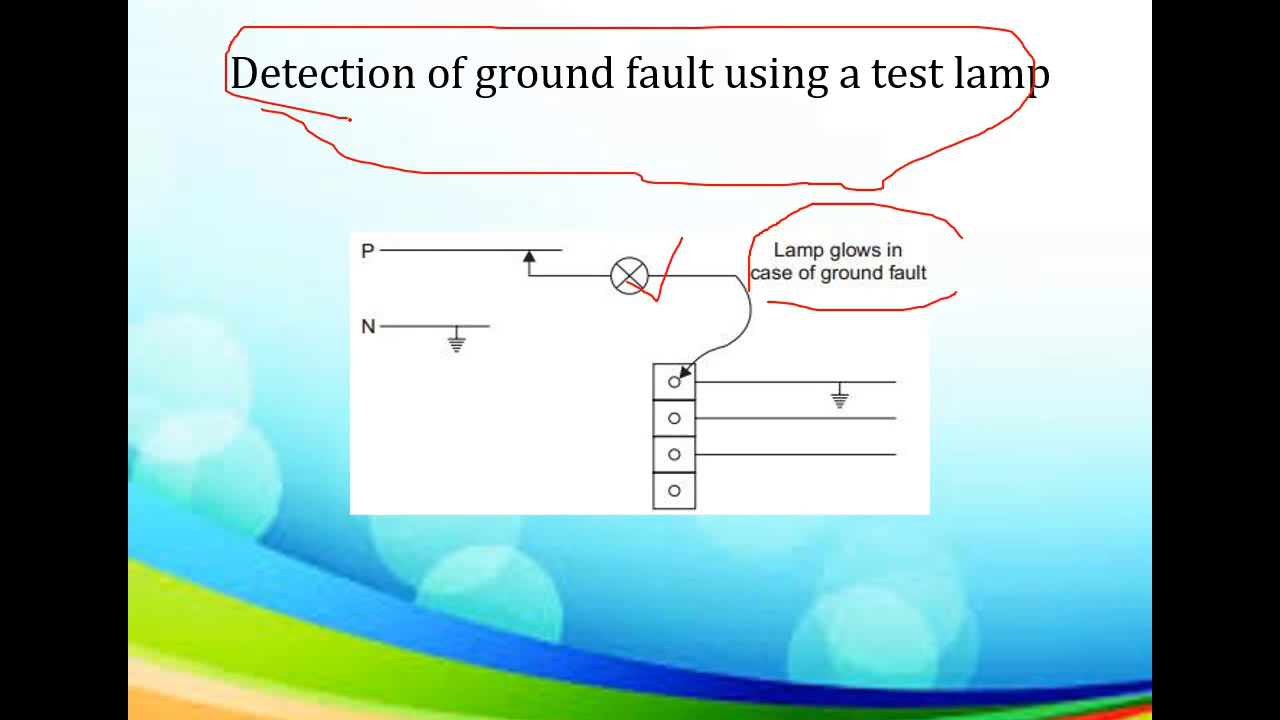 Detection of ground fault using a test lamp
P
Lamp glows in
case of ground fault
N